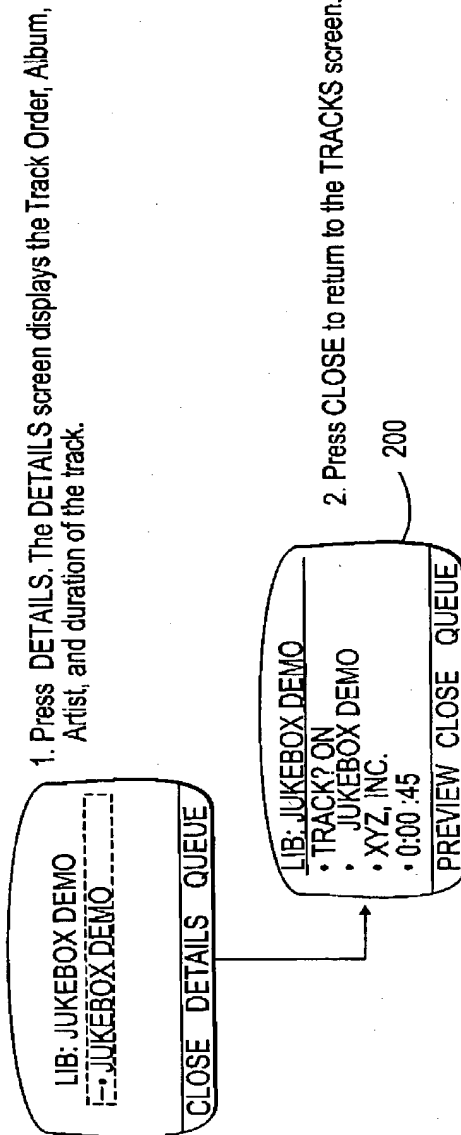 1. Press DETAILS. The DETAILS screen displays the Track Order, Album,
Artist, and duration of the track.
LIB: JUKEBOX DEMO
• JUKEBOX DEMO
CLOSE DETAILS QUEUE
2. Press CLOSE to return to the TRACKS screen.
200
LIB: JUKEBOX DEMO
• TRACK? ON
• JUKEBOX DEMO
• XYZ, INC.
• 0:00 :45
PREVIEW CLOSE QUEUE